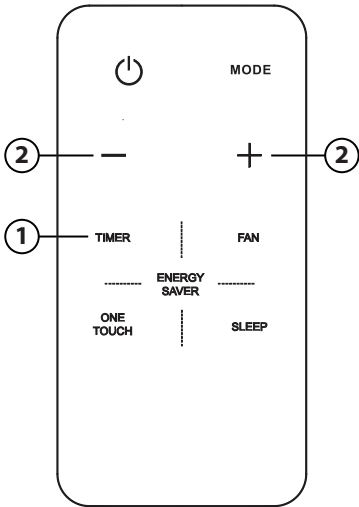 MODE
2
−
+
2
1
TIMER
FAN
ENERGY
SAVER
ONE
TOUCH
SLEEP